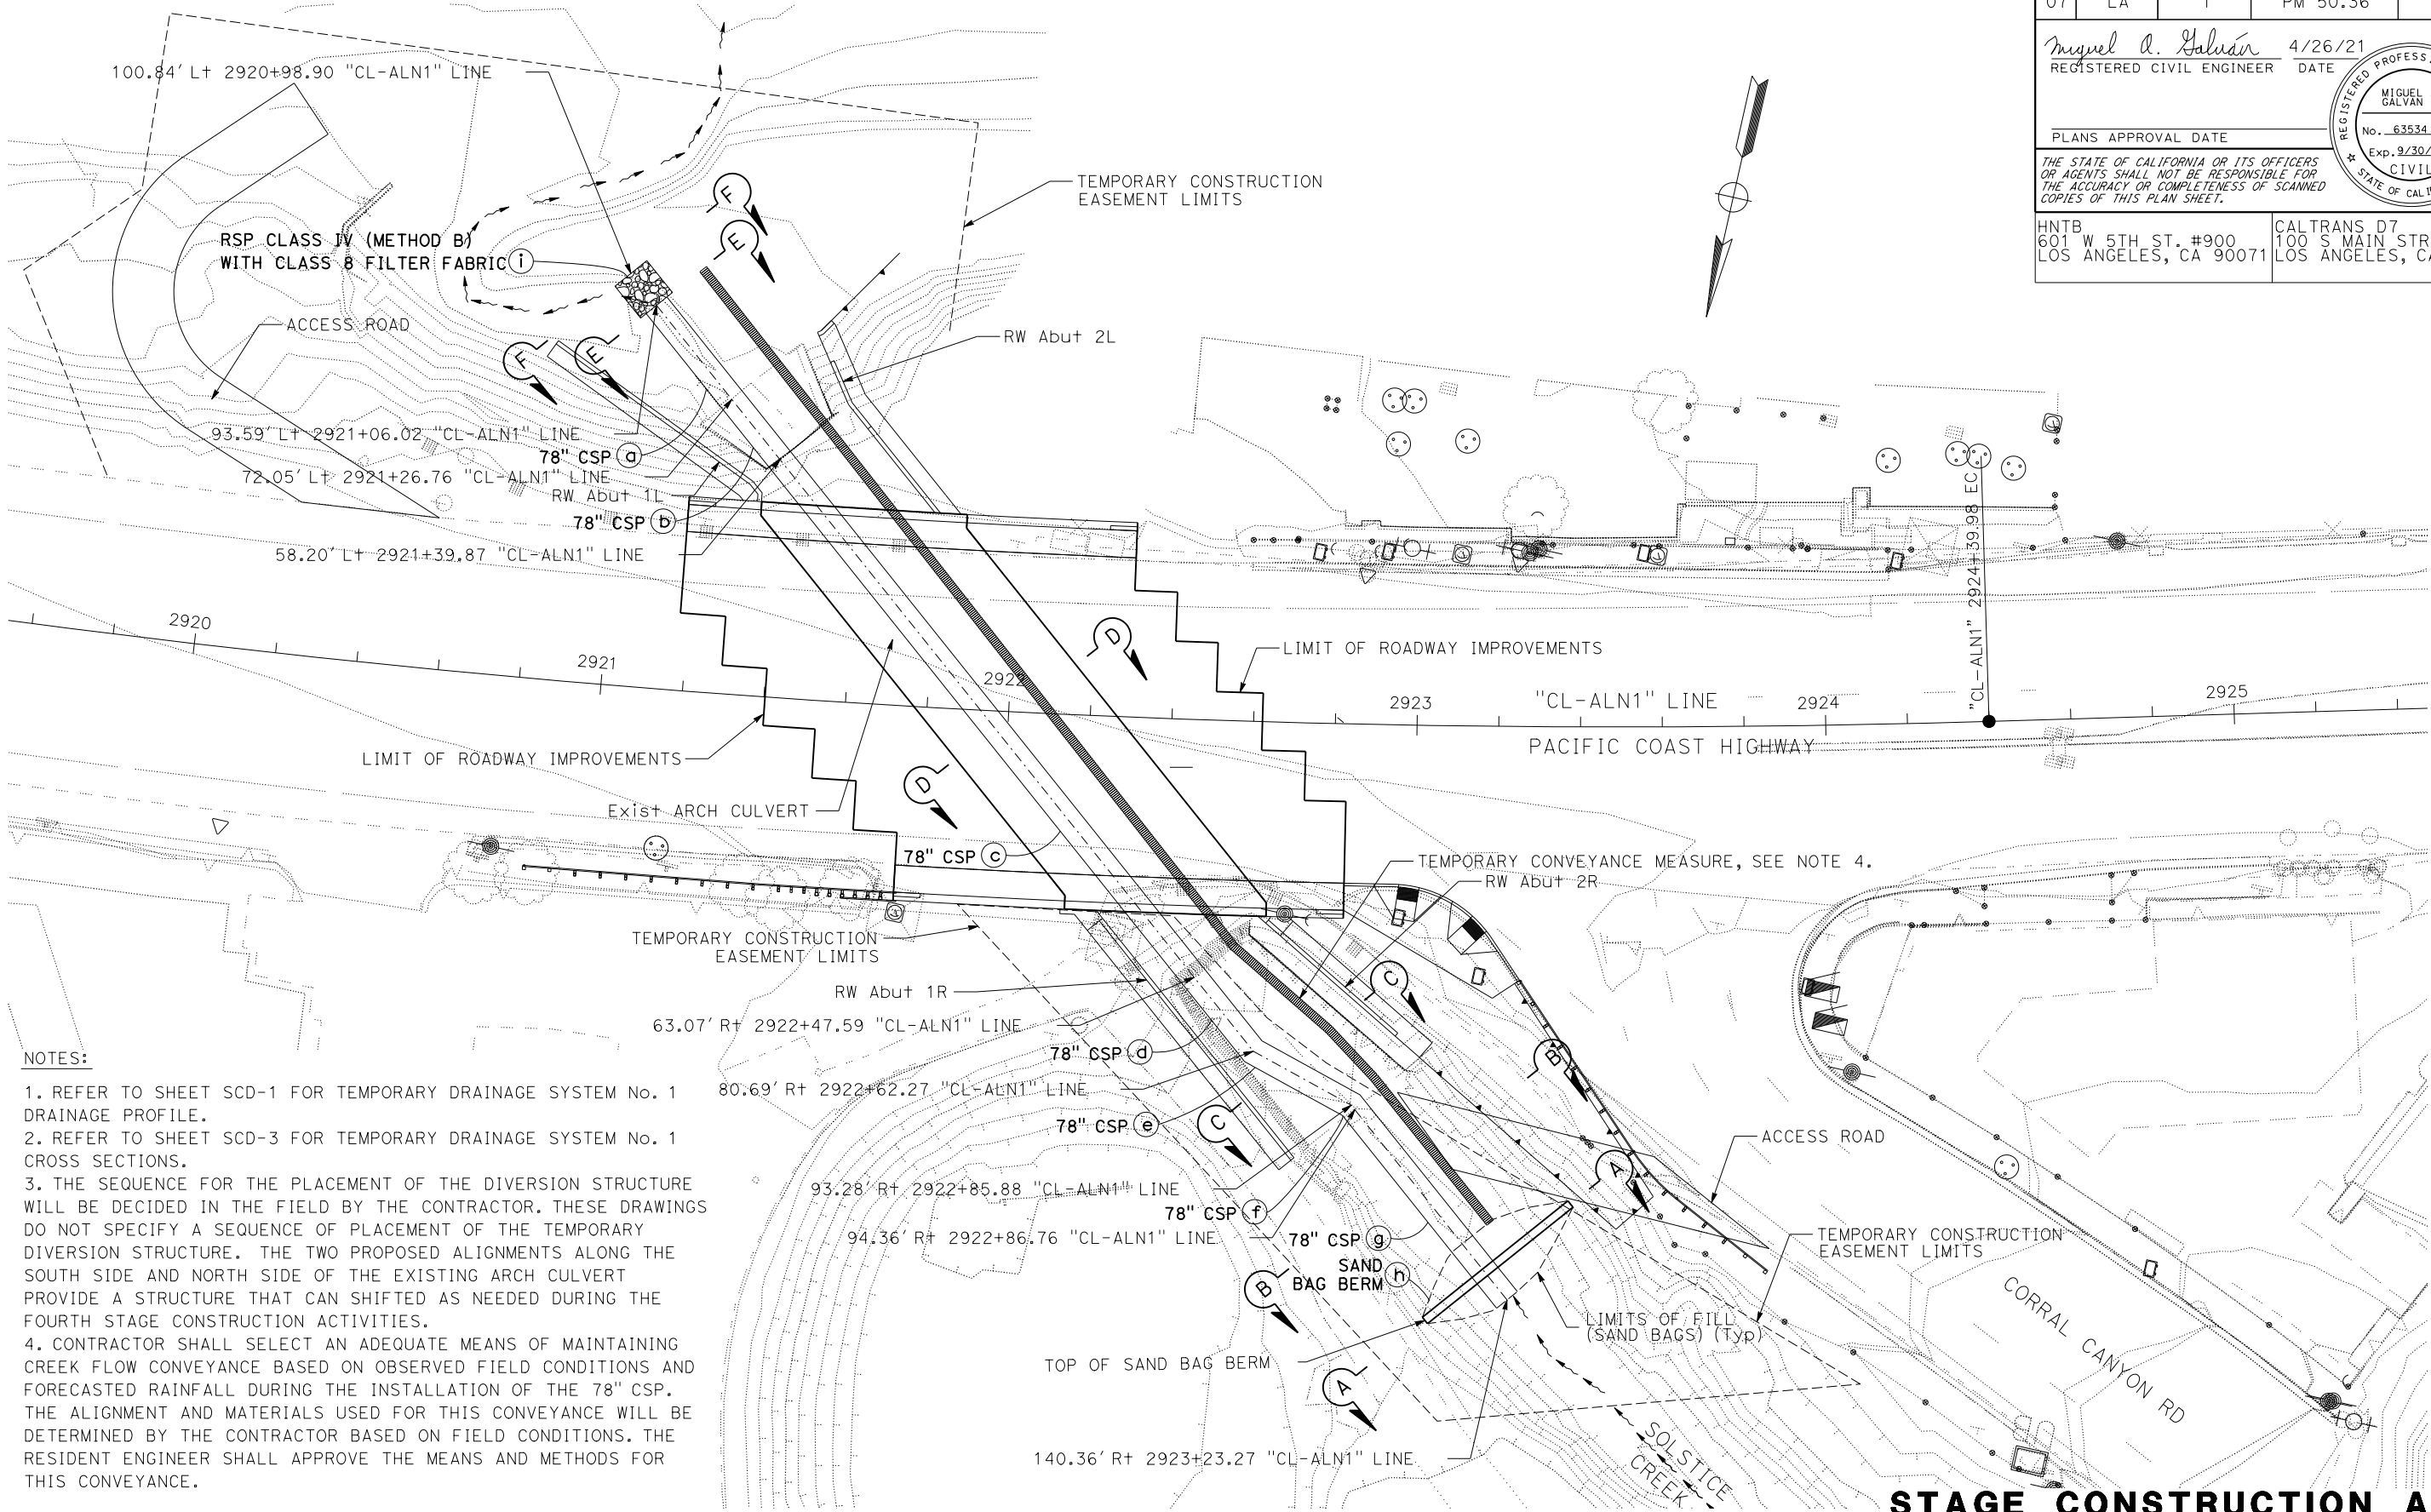 07 LA 1 PM 50.36
Miguel A. Galván 4/26/21
REGISTERED CIVIL ENGINEER DATE
PLANS APPROVAL DATE
THE STATE OF CALIFORNIA OR ITS OFFICERS
OR AGENTS SHALL NOT BE RESPONSIBLE FOR
THE ACCURACY OR COMPLETENESS OF SCANNED
COPIES OF THIS PLAN SHEET.
REGISTERED PROFESS
MIGUEL
GALVAN
No. 63534
Exp. 9/30/
CIVIL
STATE OF CALI
HNTB
601 W 5TH ST. #900
LOS ANGELES, CA 90071
CALTRANS D7
100 S MAIN STR
LOS ANGELES, CA
100.84' Lt 2920+98.90 "CL-ALN1" LINE
TEMPORARY CONSTRUCTION
EASEMENT LIMITS
F
E
RSP CLASS IV (METHOD B)
WITH CLASS 8 FILTER FABRIC i
ACCESS ROAD
RW Abut 2L
F
E
93.59' Lt 2921+06.02 "CL-ALN1" LINE
78" CSP a
72.05' Lt 2921+26.76 "CL-ALN1" LINE
RW Abut 1L
78" CSP b
58.20' Lt 2921+39.87 "CL-ALN1" LINE
"CL-ALN1" 2924+39.98 EC
2920
2921
2922
2923
2924
2925
D
LIMIT OF ROADWAY IMPROVEMENTS
"CL-ALN1" LINE
PACIFIC COAST HIGHWAY
LIMIT OF ROADWAY IMPROVEMENTS
D
Exist ARCH CULVERT
78" CSP c
TEMPORARY CONVEYANCE MEASURE, SEE NOTE 4.
RW Abut 2R
TEMPORARY CONSTRUCTION
EASEMENT LIMITS
RW Abut 1R
C
63.07' Rt 2922+47.59 "CL-ALN1" LINE
78" CSP d
B
80.69' Rt 2922+62.27 "CL-ALN1" LINE
78" CSP e
C
ACCESS ROAD
A
93.28' Rt 2922+85.88 "CL-ALN1" LINE
78" CSP f
94.36' Rt 2922+86.76 "CL-ALN1" LINE
78" CSP g
SAND
BAG BERM h
TEMPORARY CONSTRUCTION
EASEMENT LIMITS
B
LIMITS OF FILL
(SAND BAGS) (Typ)
TOP OF SAND BAG BERM
A
140.36' Rt 2923+23.27 "CL-ALN1" LINE
SOLSTICE
CREEK
CORRAL CANYON RD
NOTES:
1. REFER TO SHEET SCD-1 FOR TEMPORARY DRAINAGE SYSTEM No. 1
DRAINAGE PROFILE.
2. REFER TO SHEET SCD-3 FOR TEMPORARY DRAINAGE SYSTEM No. 1
CROSS SECTIONS.
3. THE SEQUENCE FOR THE PLACEMENT OF THE DIVERSION STRUCTURE
WILL BE DECIDED IN THE FIELD BY THE CONTRACTOR. THESE DRAWINGS
DO NOT SPECIFY A SEQUENCE OF PLACEMENT OF THE TEMPORARY
DIVERSION STRUCTURE. THE TWO PROPOSED ALIGNMENTS ALONG THE
SOUTH SIDE AND NORTH SIDE OF THE EXISTING ARCH CULVERT
PROVIDE A STRUCTURE THAT CAN SHIFTED AS NEEDED DURING THE
FOURTH STAGE CONSTRUCTION ACTIVITIES.
4. CONTRACTOR SHALL SELECT AN ADEQUATE MEANS OF MAINTAINING
CREEK FLOW CONVEYANCE BASED ON OBSERVED FIELD CONDITIONS AND
FORECASTED RAINFALL DURING THE INSTALLATION OF THE 78" CSP.
THE ALIGNMENT AND MATERIALS USED FOR THIS CONVEYANCE WILL BE
DETERMINED BY THE CONTRACTOR BASED ON FIELD CONDITIONS. THE
RESIDENT ENGINEER SHALL APPROVE THE MEANS AND METHODS FOR
THIS CONVEYANCE.
STAGE CONSTRUCTION A